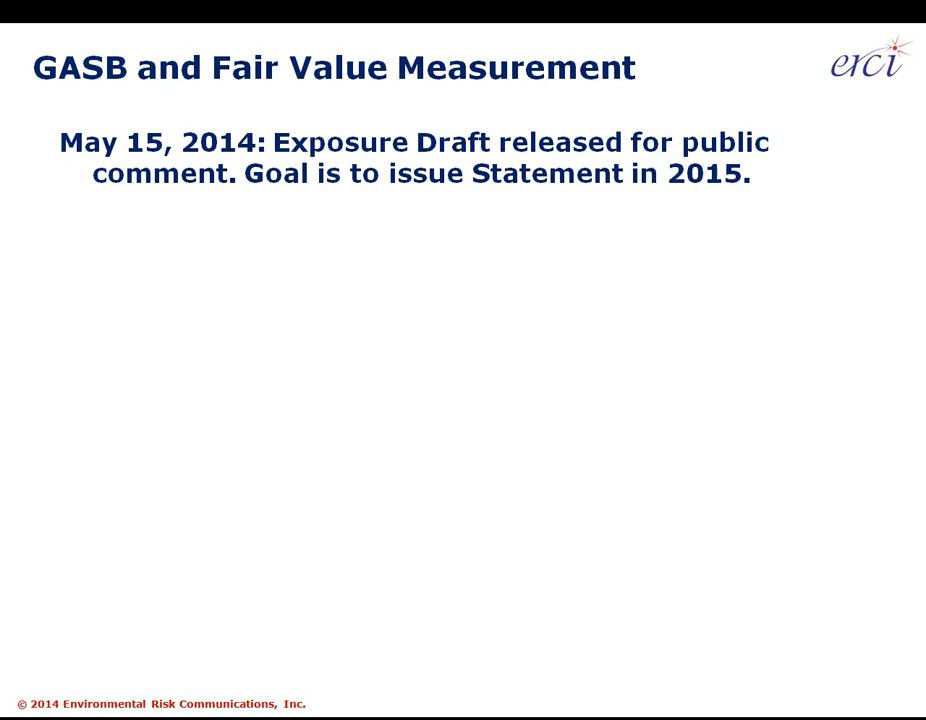 GASB and Fair Value Measurement
erci
May 15, 2014: Exposure Draft released for public
comment. Goal is to issue Statement in 2015.
© 2014 Environmental Risk Communications, Inc.